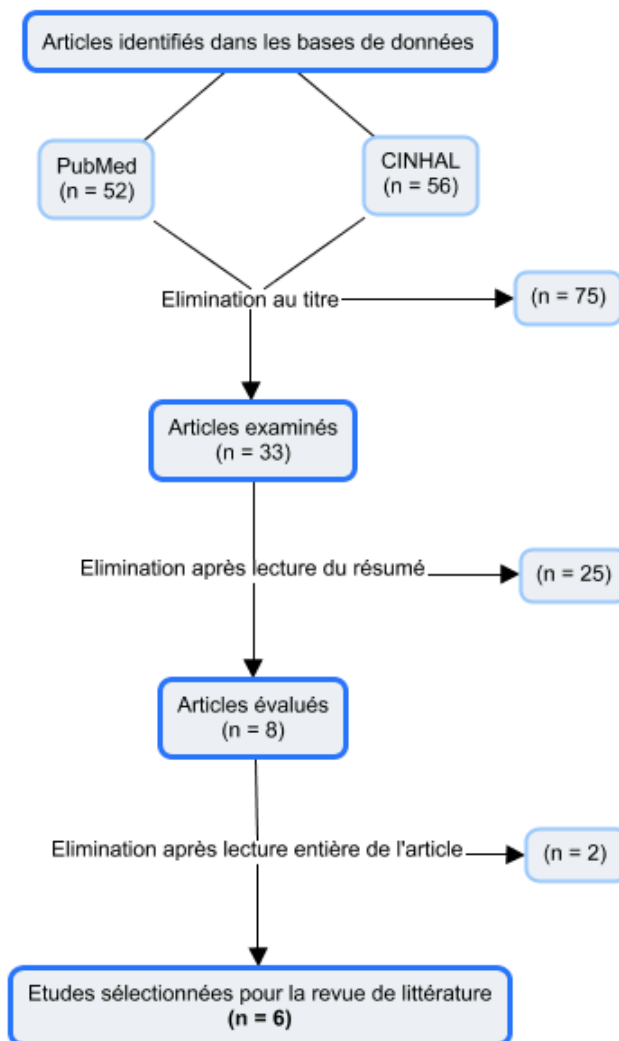 Articles identifiés dans les bases de données
PubMed
(n = 52)
CINHAL
(n = 56)
Elimination au titre
(n = 75)
Articles examinés
(n = 33)
Elimination après lecture du résumé
(n = 25)
Articles évalués
(n = 8)
Elimination après lecture entière de l'article
(n = 2)
Etudes sélectionnées pour la revue de littérature
(n = 6)